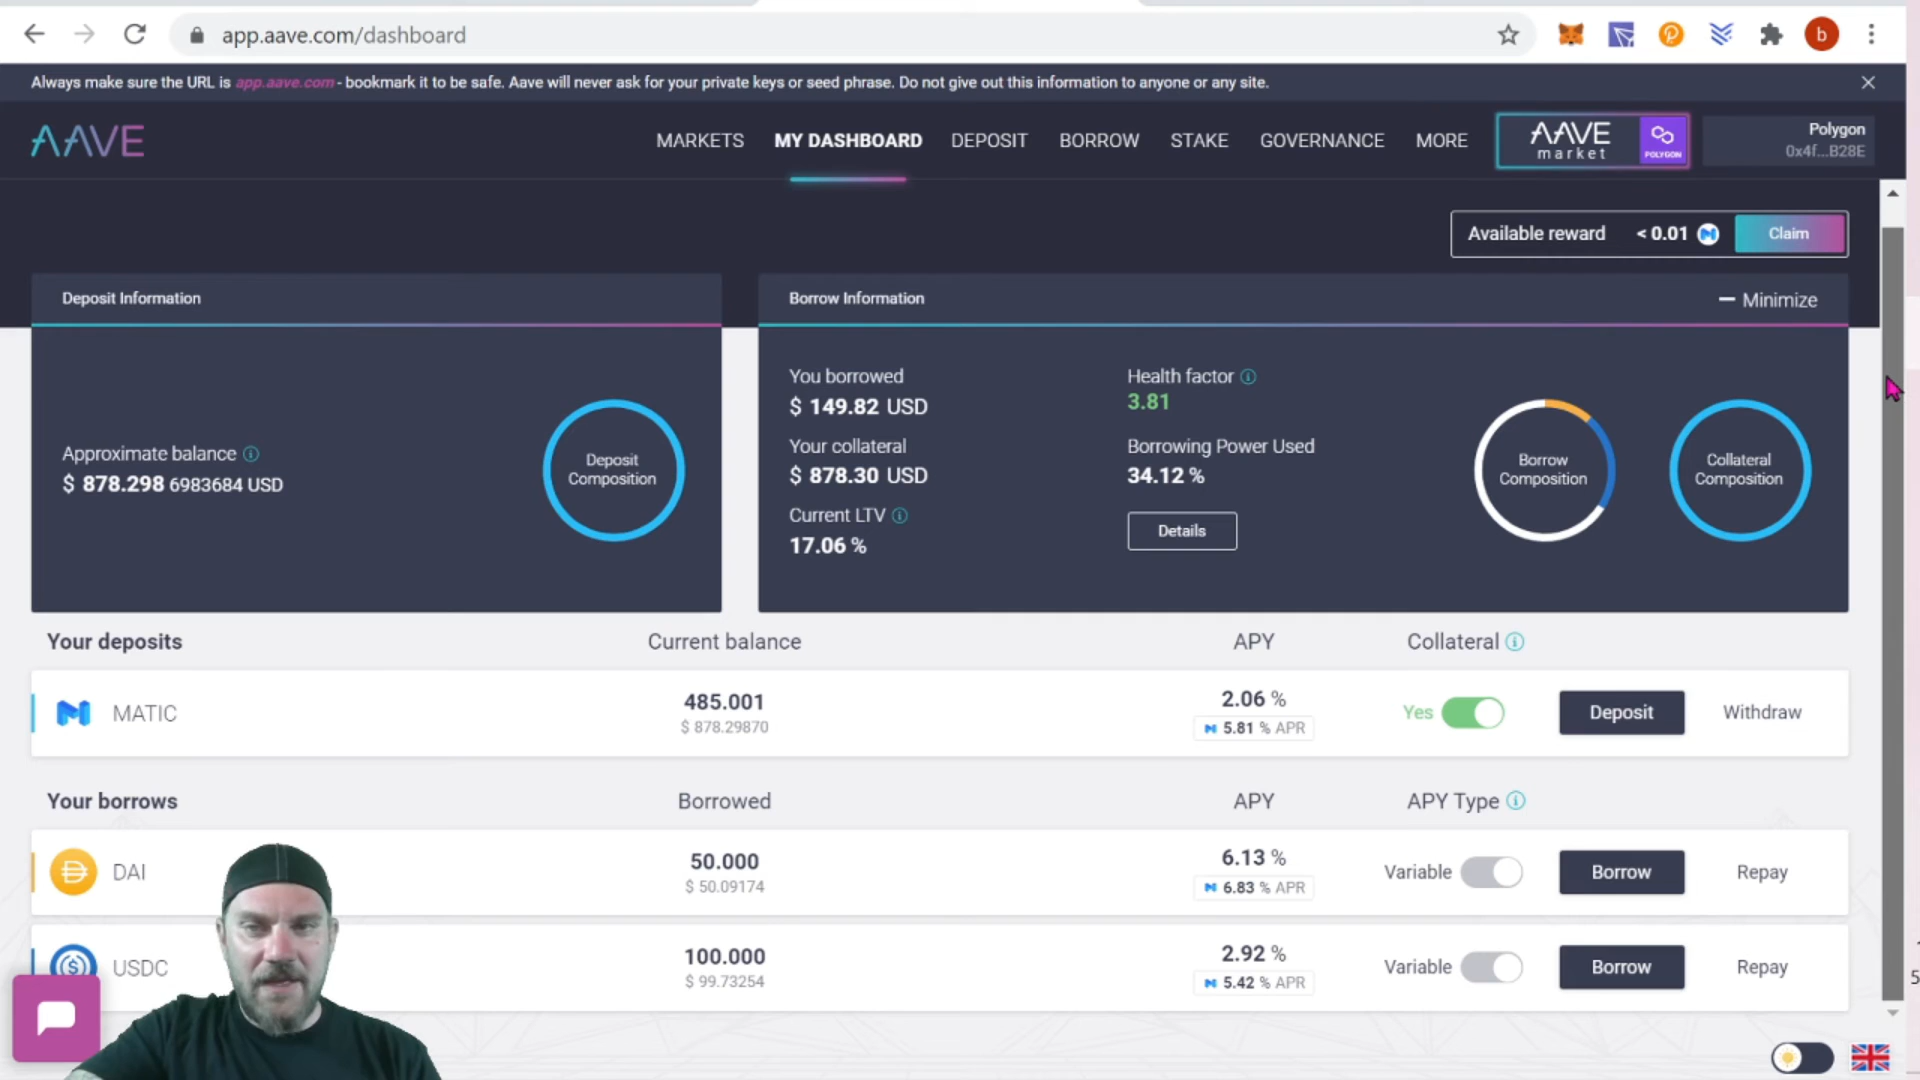 app.aave.com/dashboard
b
Always make sure the URL is app.aave.com - bookmark it to be safe. Aave will never ask for your private keys or seed phrase. Do not give out this information to anyone or any site.
AAVE
MARKETS
MY DASHBOARD
DEPOSIT
BORROW
STAKE
GOVERNANCE
MORE
AAVE
market
POLYGON
Polygon
0x4f...B28E
Available reward < 0.01
Claim
Deposit Information
Approximate balance
$ 878.298 6983684 USD
Deposit
Composition
Borrow Information
Minimize
You borrowed
$ 149.82 USD
Your collateral
$ 878.30 USD
Current LTV
17.06 %
Health factor
3.81
Borrowing Power Used
34.12 %
Details
Borrow
Composition
Collateral
Composition
Your deposits Current balance APY Collateral
MATIC
485.001
$ 878.29870
2.06 %
5.81 % APR
Yes
Deposit
Withdraw
Your borrows Borrowed APY APY Type
DAI
50.000
$ 50.09174
6.13 %
6.83 % APR
Variable
Borrow
Repay
USDC
100.000
$ 99.73254
2.92 %
5.42 % APR
Variable
Borrow
Repay